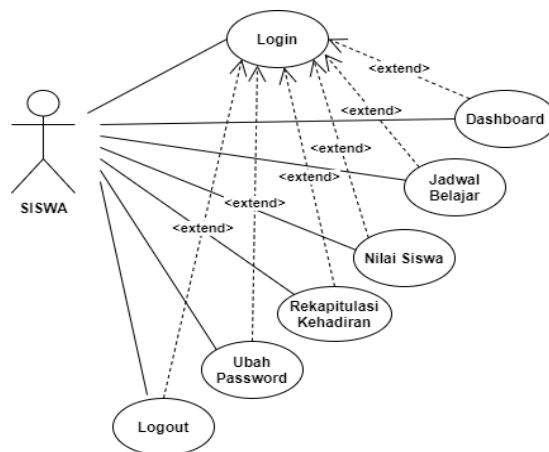 Login
<extend>
Dashboard
<extend>
Jadwal
Belajar
SISWA
<extend>
<extend>
<extend>
Nilai Siswa
<extend>
Rekapitulasi
Kehadiran
Ubah
Password
Logout